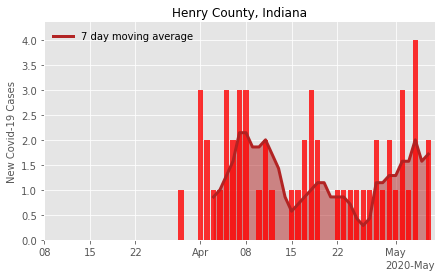 Henry County, Indiana
7 day moving average
New Covid-19 Cases
4.0
3.5
3.0
2.5
2.0
1.5
1.0
0.5
0.0
08 15 22 Apr 08 15 22 May
2020-May